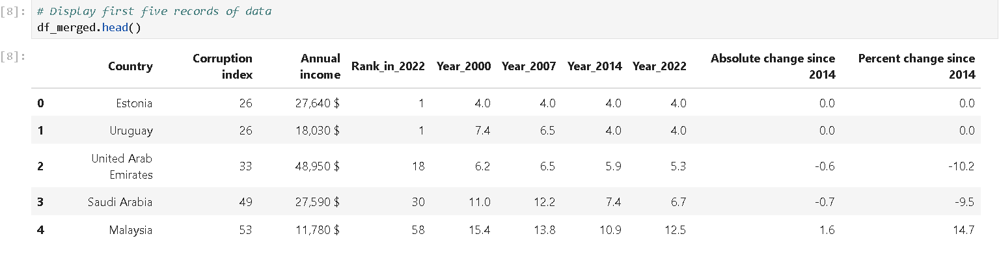 [8]: # Display first five records of data
df_merged.head()
[8]:
Country Corruption index Annual income Rank_in_2022 Year_2000 Year_2007 Year_2014 Year_2022 Absolute change since 2014 Percent change since 2014
0 Estonia 26 27,640 $ 1 4.0 4.0 4.0 4.0 0.0 0.0
1 Uruguay 26 18,030 $ 1 7.4 6.5 4.0 4.0 0.0 0.0
2 United Arab Emirates 33 48,950 $ 18 6.2 6.5 5.9 5.3 -0.6 -10.2
3 Saudi Arabia 49 27,590 $ 30 11.0 12.2 7.4 6.7 -0.7 -9.5
4 Malaysia 53 11,780 $ 58 15.4 13.8 10.9 12.5 1.6 14.7